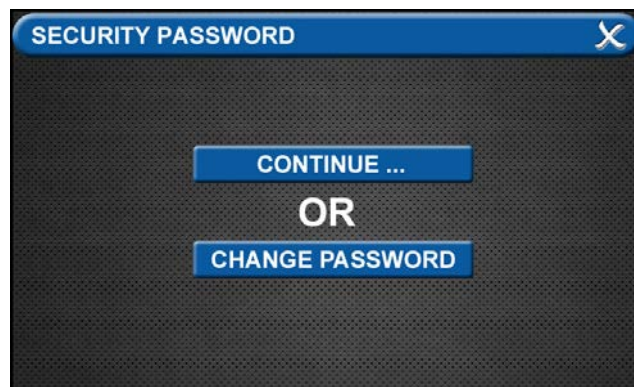 SECURITY PASSWORD
CONTINUE ...
OR
CHANGE PASSWORD